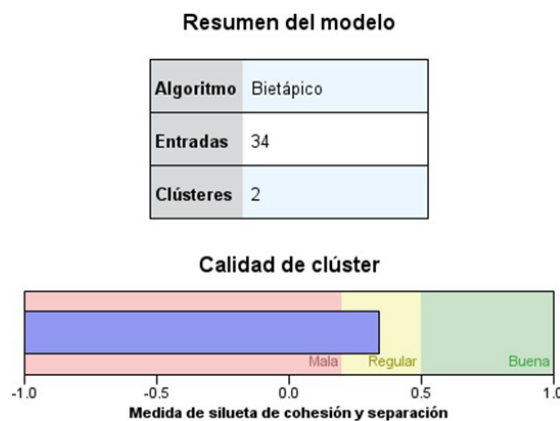 Resumen del modelo
Algoritmo Bietápico
Entradas 34
Clústeres 2
Calidad de clúster
Mala Regular Buena
-1.0 -0.5 0.0 0.5 1.0
Medida de silueta de cohesión y separación